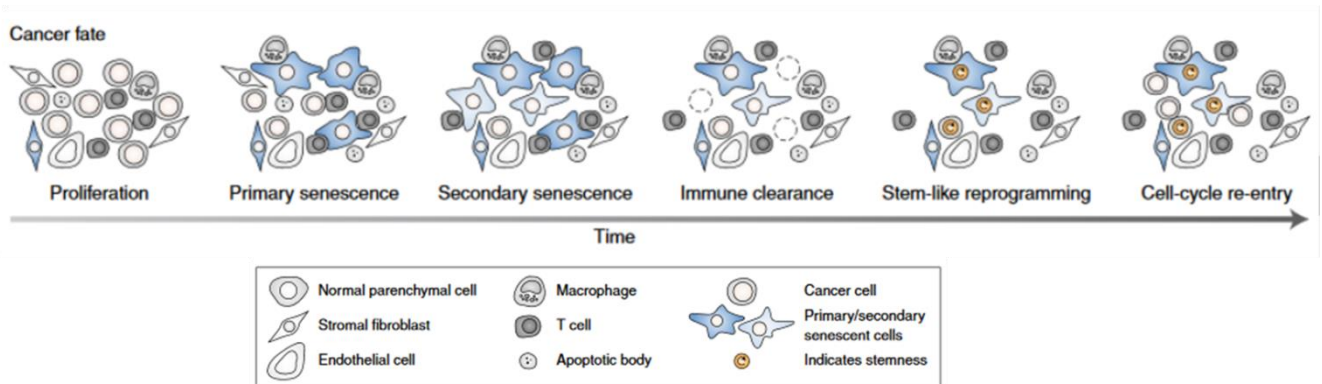 Cancer fate
Proliferation
Primary senescence
Secondary senescence
Immune clearance
Stem-like reprogramming
Cell-cycle re-entry
Time
Normal parenchymal cell
Stromal fibroblast
Endothelial cell
Macrophage
T cell
Apoptotic body
Cancer cell
Primary/secondary
senescent cells
Indicates stemness